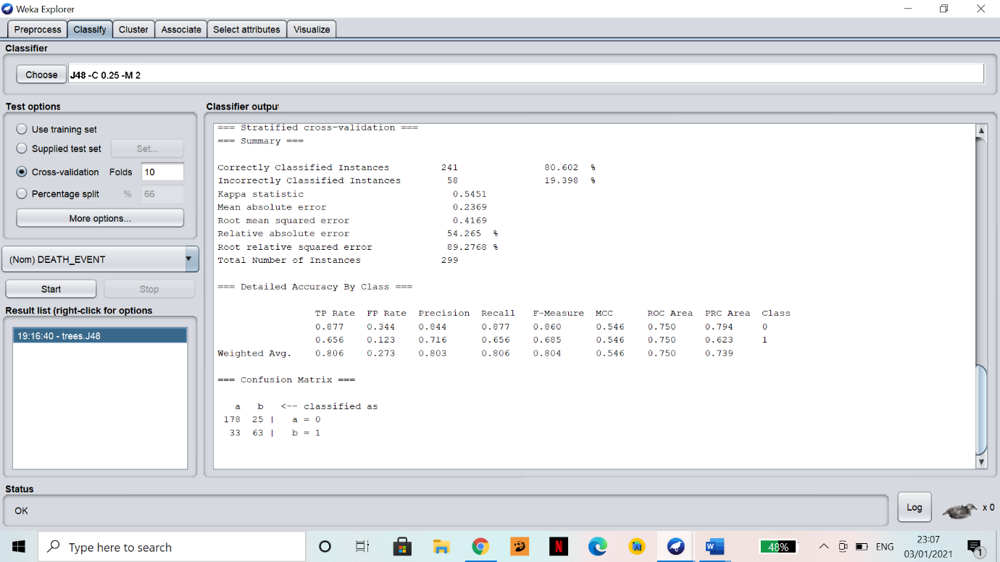 Weka Explorer
Preprocess Classify Cluster Associate Select attributes Visualize
Classifier
Choose J48 -C 0.25 -M 2
Test options
Use training set
Supplied test set Set...
Cross-validation Folds 10
Percentage split % 66
More options...
(Nom) DEATH_EVENT
Start Stop
Result list (right-click for options
19:16:40 - trees.J48
Classifier output
=== Stratified cross-validation ===
=== Summary ===
Correctly Classified Instances 241 80.602 %
Incorrectly Classified Instances 58 19.398 %
Kappa statistic 0.5451
Mean absolute error 0.2369
Root mean squared error 0.4169
Relative absolute error 54.265 %
Root relative squared error 89.2768 %
Total Number of Instances 299
=== Detailed Accuracy By Class ===
TP Rate FP Rate Precision Recall F-Measure MCC ROC Area PRC Area Class
0.877 0.344 0.844 0.877 0.860 0.546 0.750 0.794 0
0.656 0.123 0.716 0.656 0.685 0.546 0.750 0.623 1
Weighted Avg. 0.806 0.273 0.803 0.806 0.804 0.546 0.750 0.739
=== Confusion Matrix ===
a b <-- classified as
178 25 | a = 0
33 63 | b = 1
Status
OK
Log x 0
Type here to search
N
W
48%
ENG
23:07
03/01/2021
1